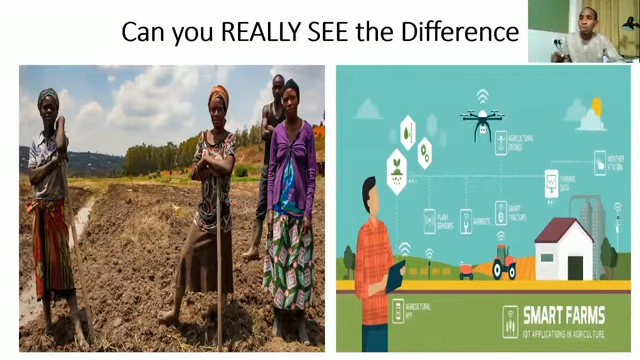 Can you REALLY SEE the Difference
AGRICULTURAL
DRONES
WEATHER
STATION
FARMING
DATA
PLANT
SENSORS
AGRIBOTS
SMART
TRACTORS
AGRICULTURAL
APP
SMART FARMS
IOT APPLICATIONS IN AGRICULTURE